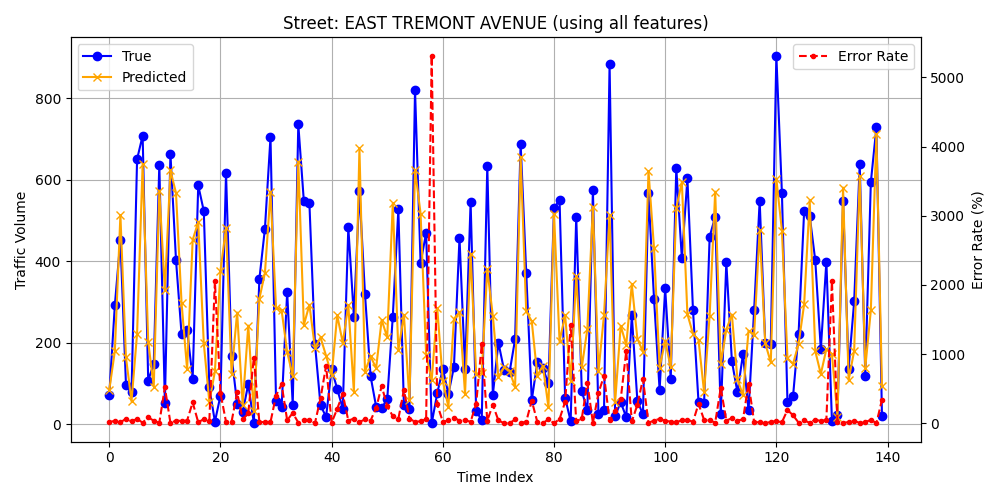 Street: EAST TREMONT AVENUE (using all features)
True
Predicted
Error Rate
Traffic Volume
0
200
400
600
800
Error Rate (%)
0
1000
2000
3000
4000
5000
0 20 40 60 80 100 120 140
Time Index